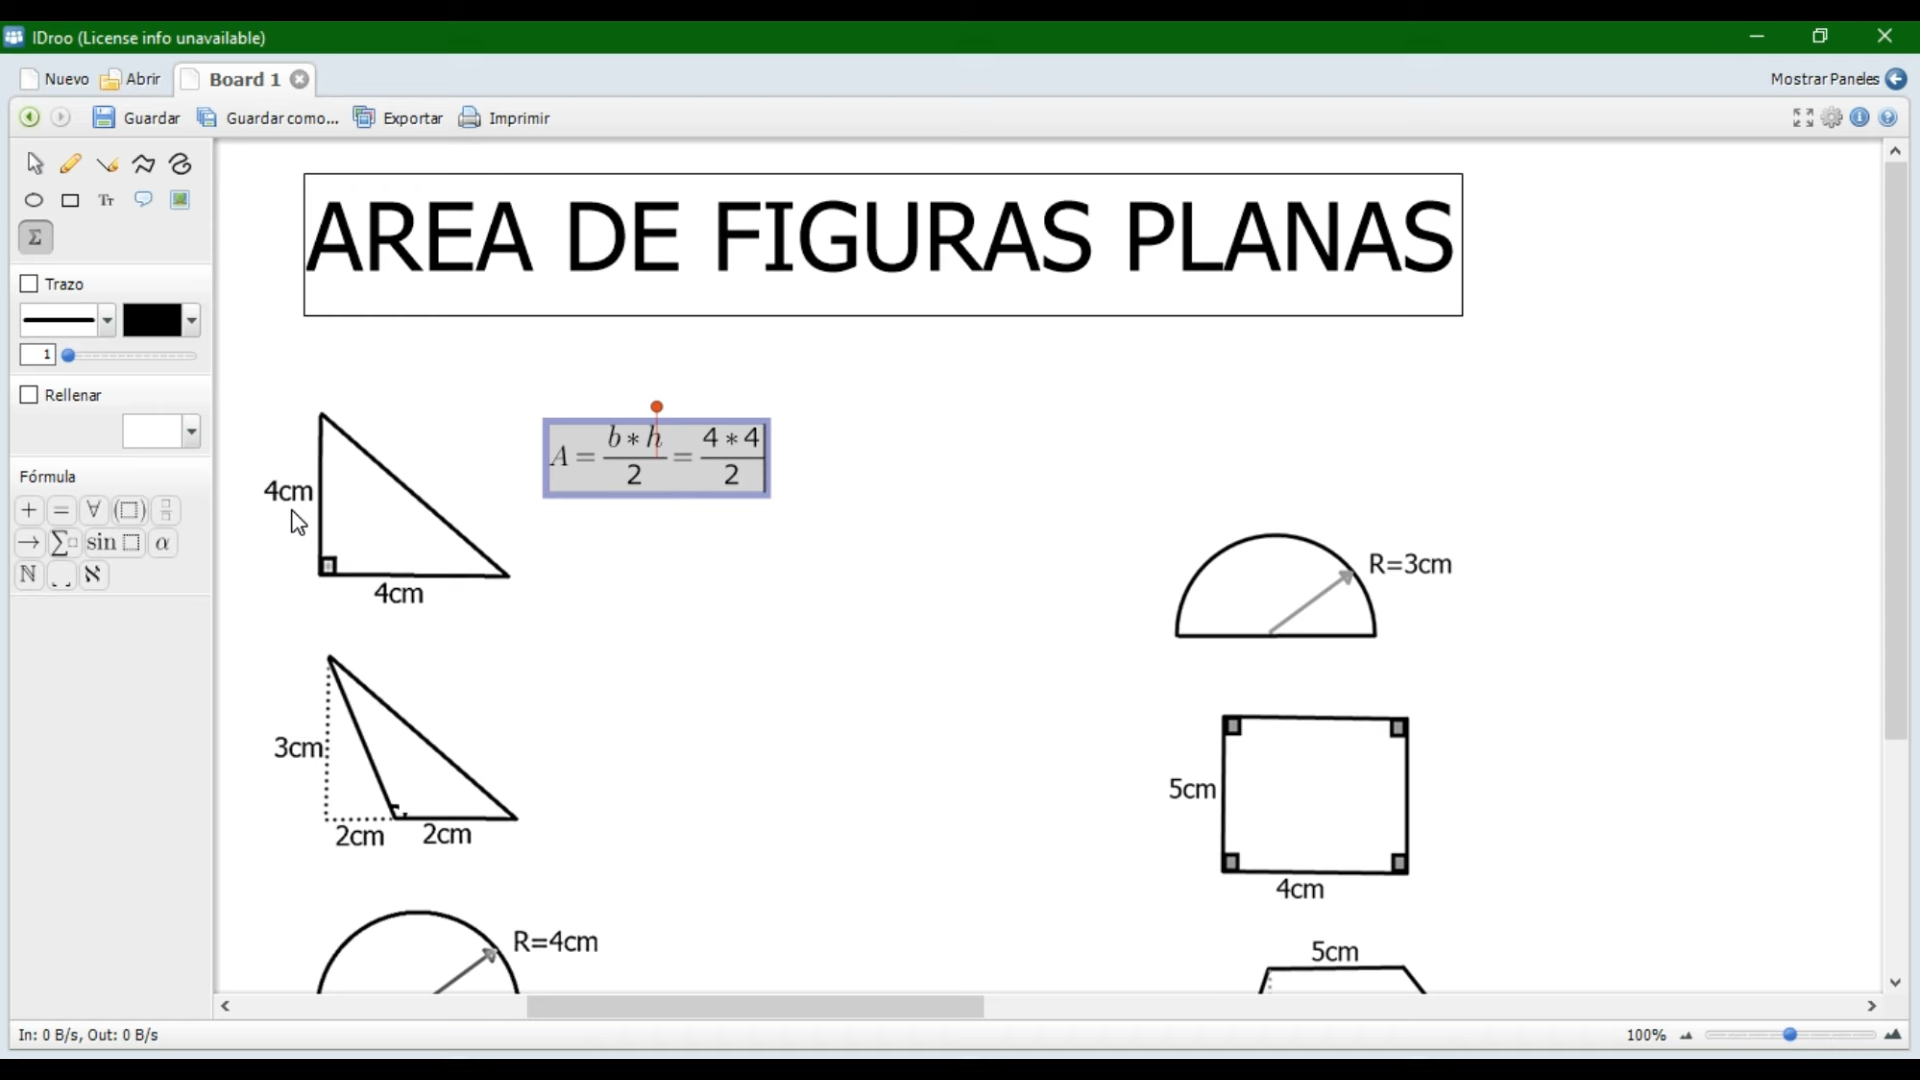 IDroo (License info unavailable)
Nuevo Abrir Board 1 Mostrar Paneles
Guardar Guardar como... Exportar Imprimir
Tr
Σ
Trazo
1
Rellenar
Fórmula
+ = ∀ (□) □/□
→ Σ□ sin □ α
ℕ ℵ
AREA DE FIGURAS PLANAS
A = b * h / 2 = 4 * 4 / 2
4cm
4cm
R=3cm
3cm
2cm 2cm
5cm
4cm
R=4cm
5cm
In: 0 B/s, Out: 0 B/s
100%